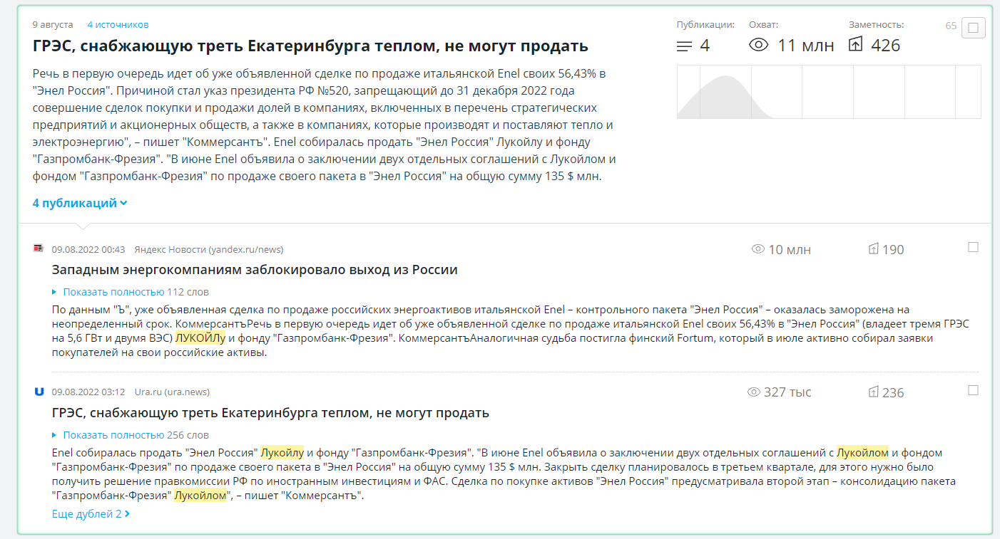 9 августа 4 источников
Публикации: Охват: Заметность: 65
ГРЭС, снабжающую треть Екатеринбурга теплом, не могут продать
4 11 млн 426
Речь в первую очередь идет об уже объявленной сделке по продаже итальянской Enel своих 56,43% в
"Энел Россия". Причиной стал указ президента РФ №520, запрещающий до 31 декабря 2022 года
совершение сделок покупки и продажи долей в компаниях, включенных в перечень стратегических
предприятий и акционерных обществ, а также в компаниях, которые производят и поставляют тепло и
электроэнергию", – пишет "Коммерсантъ". Enel собиралась продать "Энел Россия" Лукойлу и фонду
"Газпромбанк-Фрезия". "В июне Enel объявила о заключении двух отдельных соглашений с Лукойлом и
фондом "Газпромбанк-Фрезия" по продаже своего пакета в "Энел Россия" на общую сумму 135 $ млн.
4 публикаций
09.08.2022 00:43 Яндекс Новости (yandex.ru/news) 10 млн 190
Западным энергокомпаниям заблокировало выход из России
Показать полностью 112 слов
По данным "Ъ", уже объявленная сделка по продаже российских энергоактивов итальянской Enel – контрольного пакета "Энел Россия" – оказалась заморожена на
неопределенный срок. КоммерсантъРечь в первую очередь идет об уже объявленной сделке по продаже итальянской Enel своих 56,43% в "Энел Россия" (владеет тремя ГРЭС
на 5,6 ГВт и двумя ВЭС) ЛУКОЙЛу и фонду "Газпромбанк-Фрезия". КоммерсантъАналогичная судьба постигла финский Fortum, который в июле активно собирал заявки
покупателей на свои российские активы.
09.08.2022 03:12 Ura.ru (ura.news) 327 тыс 236
ГРЭС, снабжающую треть Екатеринбурга теплом, не могут продать
Показать полностью 256 слов
Enel собиралась продать "Энел Россия" Лукойлу и фонду "Газпромбанк-Фрезия". "В июне Enel объявила о заключении двух отдельных соглашений с Лукойлом и фондом
"Газпромбанк-Фрезия" по продаже своего пакета в "Энел Россия" на общую сумму 135 $ млн. Закрыть сделку планировалось в третьем квартале, для этого нужно было
получить решение правкомиссии РФ по иностранным инвестициям и ФАС. Сделка по покупке активов "Энел Россия" предусматривала второй этап – консолидацию пакета
"Газпромбанк-Фрезия" Лукойлом", – пишет "Коммерсантъ".
Еще дублей 2